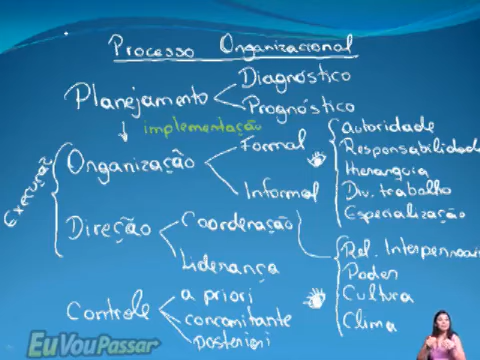 Processo Organizacional
Planejamento
Diagnóstico
Prognóstico
implementação
Execução
Organização
Formal
Autoridade
Responsabilidade
Hierarquia
Div. trabalho
Especialização
Informal
Rel. Interpessoais
Poder
Cultura
Clima
Direção
Coordenação
Liderança
Controle
a priori
concomitante
posteriori
EuVouPassar